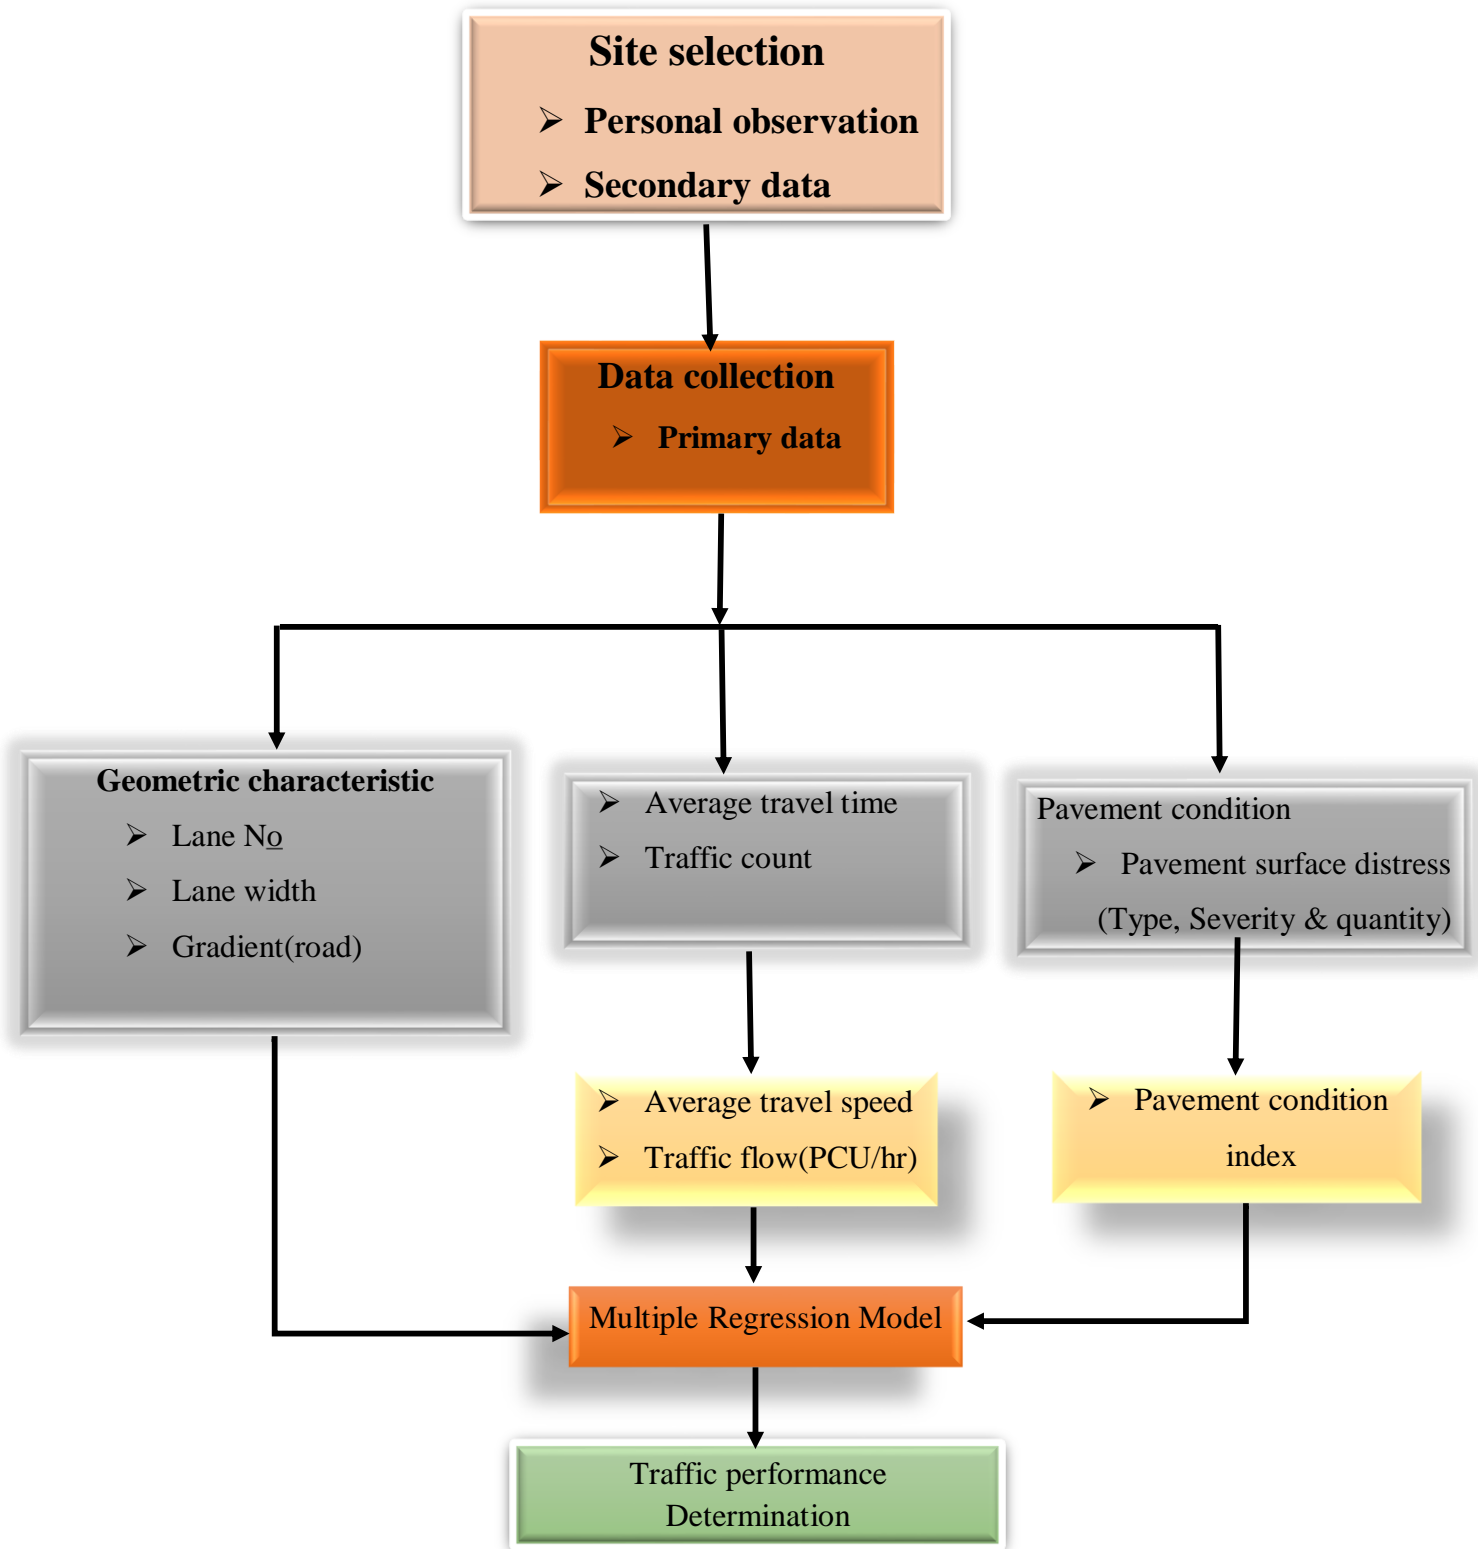 Site selection
➢ Personal observation
➢ Secondary data
Data collection
➢ Primary data
Geometric characteristic
➢ Lane No
➢ Lane width
➢ Gradient(road)
➢ Average travel time
➢ Traffic count
Pavement condition
➢ Pavement surface distress
(Type, Severity & quantity)
➢ Average travel speed
➢ Traffic flow(PCU/hr)
➢ Pavement condition
index
Multiple Regression Model
Traffic performance
Determination